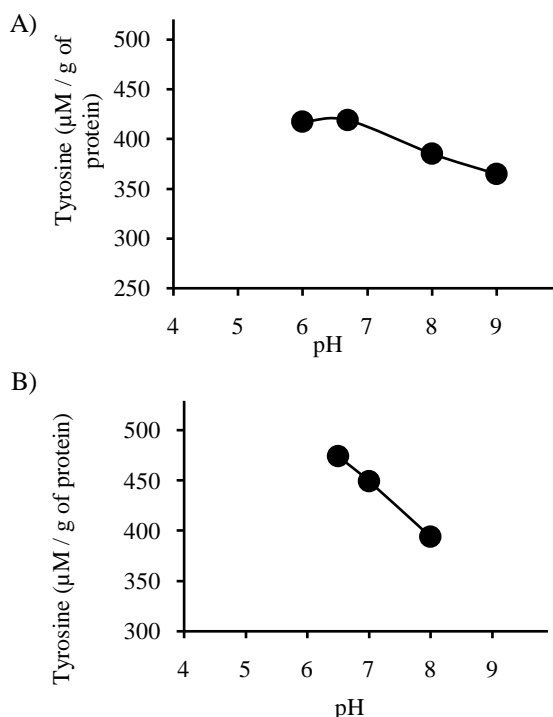 A)
Tyrosine (µM / g of
protein)
500
450
400
350
300
250
4 5 6 7 8 9
pH
B)
Tyrosine (µM / g of protein)
500
450
400
350
300
4 5 6 7 8 9
pH